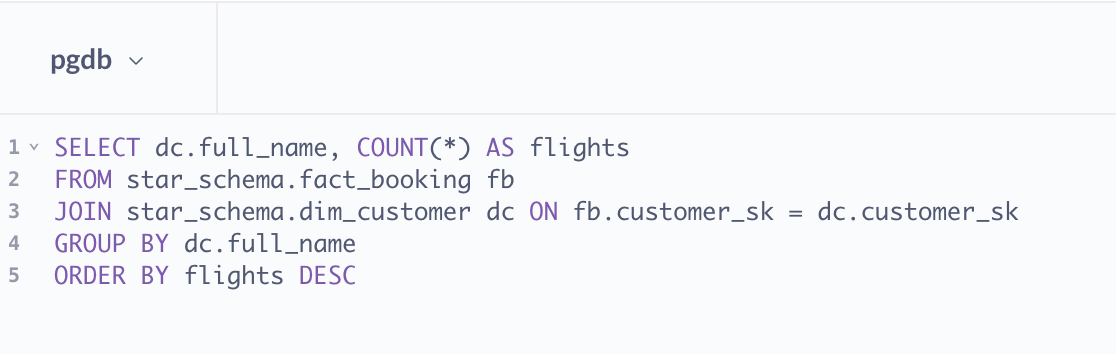 pgdb
1 SELECT dc.full_name, COUNT(*) AS flights
2 FROM star_schema.fact_booking fb
3 JOIN star_schema.dim_customer dc ON fb.customer_sk = dc.customer_sk
4 GROUP BY dc.full_name
5 ORDER BY flights DESC